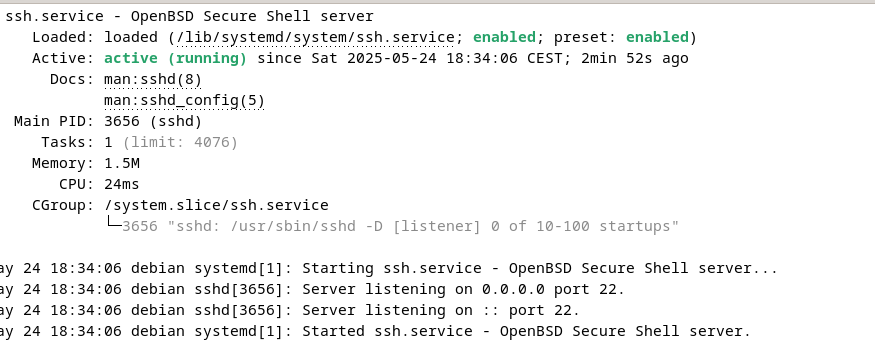 ssh.service - OpenBSD Secure Shell server
Loaded: loaded (/lib/systemd/system/ssh.service; enabled; preset: enabled)
Active: active (running) since Sat 2025-05-24 18:34:06 CEST; 2min 52s ago
Docs: man:sshd(8)
man:sshd_config(5)
Main PID: 3656 (sshd)
Tasks: 1 (limit: 4076)
Memory: 1.5M
CPU: 24ms
CGroup: /system.slice/ssh.service
└─3656 "sshd: /usr/sbin/sshd -D [listener] 0 of 10-100 startups"
ay 24 18:34:06 debian systemd[1]: Starting ssh.service - OpenBSD Secure Shell server...
ay 24 18:34:06 debian sshd[3656]: Server listening on 0.0.0.0 port 22.
ay 24 18:34:06 debian sshd[3656]: Server listening on :: port 22.
ay 24 18:34:06 debian systemd[1]: Started ssh.service - OpenBSD Secure Shell server.